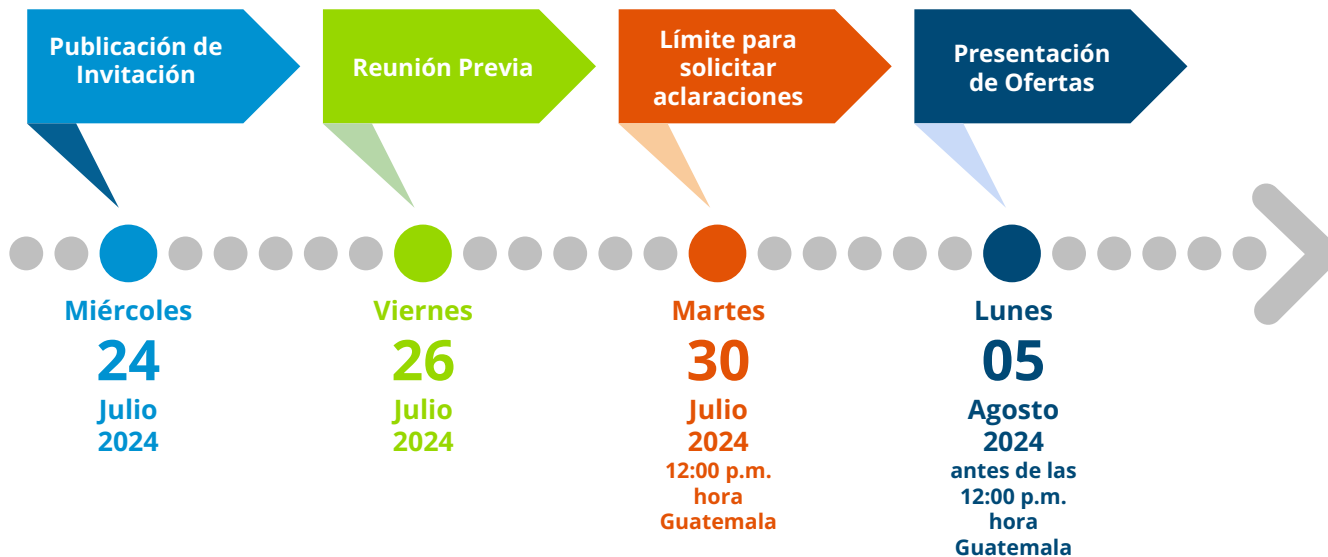 Publicación de
Invitación
Reunión Previa
Límite para
solicitar
aclaraciones
Presentación
de Ofertas
Miércoles
24
Julio
2024
Viernes
26
Julio
2024
Martes
30
Julio
2024
12:00 p.m.
hora
Guatemala
Lunes
05
Agosto
2024
antes de las
12:00 p.m.
hora
Guatemala